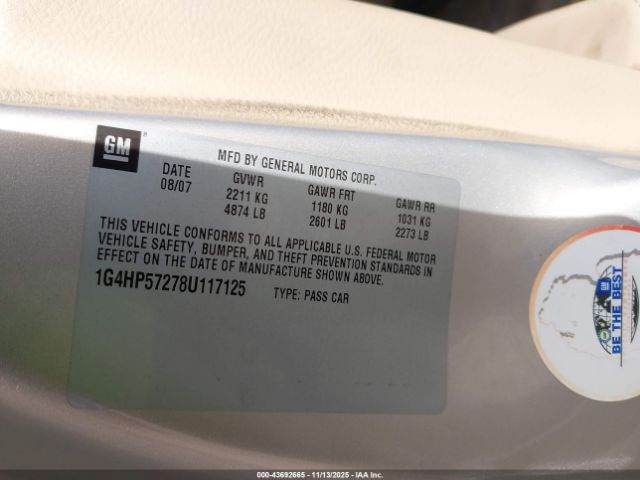 GM
MFD BY GENERAL MOTORS CORP.
DATE GVWR GAWR FRT GAWR RR
08/07 2211 KG 1180 KG 1031 KG
4874 LB 2601 LB 2273 LB
THIS VEHICLE CONFORMS TO ALL APPLICABLE U.S. FEDERAL MOTOR
VEHICLE SAFETY, BUMPER, AND THEFT PREVENTION STANDARDS IN
EFFECT ON THE DATE OF MANUFACTURE SHOWN ABOVE.
1G4HP57278U117125 TYPE: PASS CAR
GM
BE THE BEST
000-43692665 - 11/13/2025 - IAA Inc.